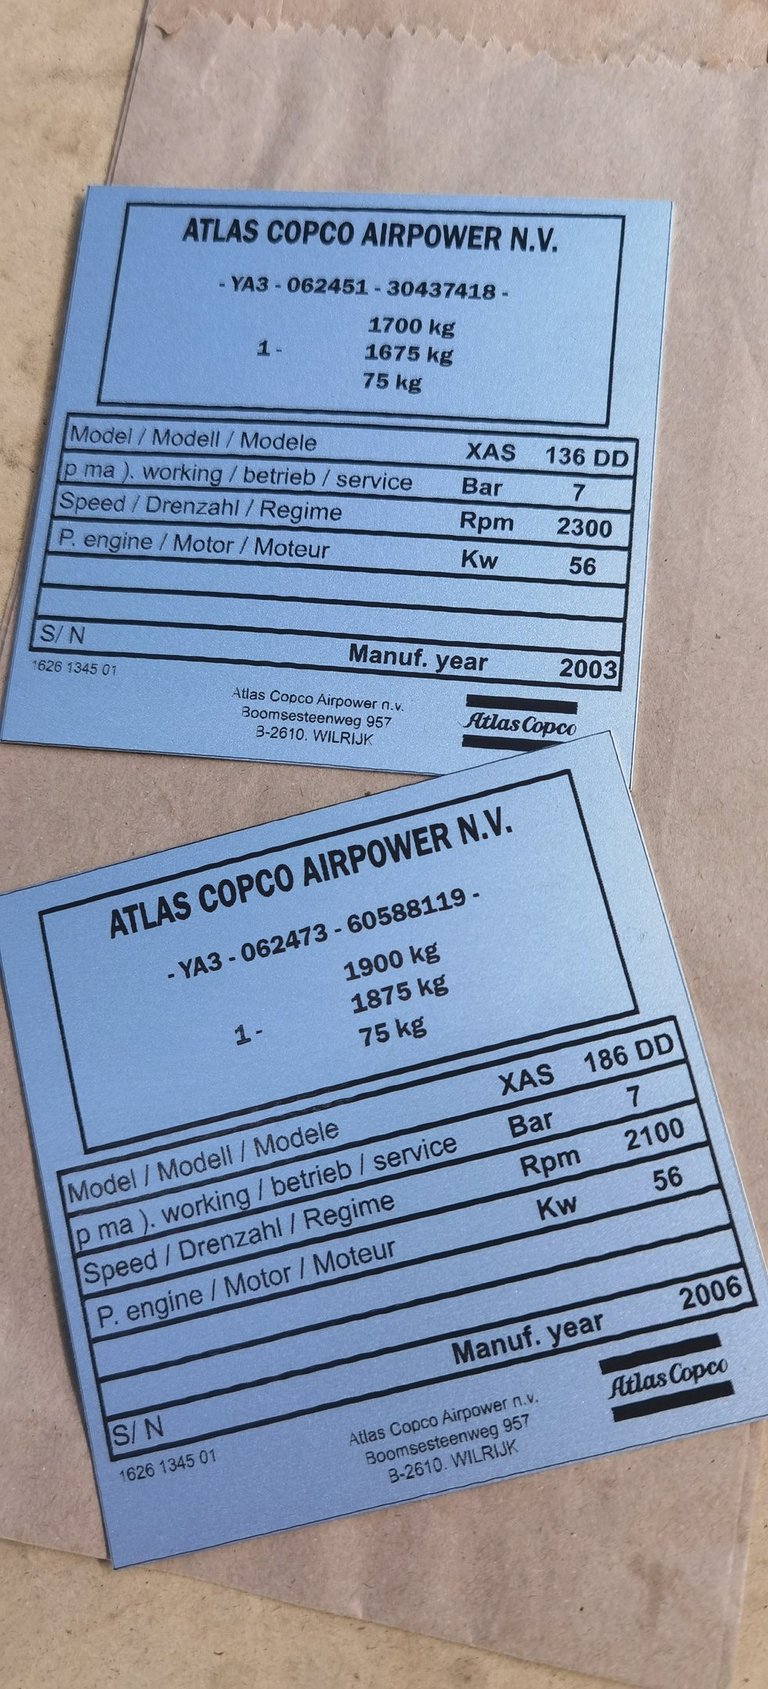 ATLAS COPCO AIRPOWER N.V.
- YA3 - 062451 - 30437418 -
1700 kg
1 - 1675 kg
75 kg
Model / Modell / Modele XAS 136 DD
p ma ). working / betrieb / service Bar 7
Speed / Drenzahl / Regime Rpm 2300
P. engine / Motor / Moteur Kw 56
S/ N Manuf. year 2003
1626 1345 01
Atlas Copco Airpower n.v.
Boomsesteenweg 957
B-2610. WILRIJK
Atlas Copco
ATLAS COPCO AIRPOWER N.V.
- YA3 - 062473 - 60588119 -
1900 kg
1 - 1875 kg
75 kg
Model / Modell / Modele XAS 186 DD
p ma ). working / betrieb / service Bar 7
Speed / Drenzahl / Regime Rpm 2100
P. engine / Motor / Moteur Kw 56
S/ N Manuf. year 2006
1626 1345 01
Atlas Copco Airpower n.v.
Boomsesteenweg 957
B-2610. WILRIJK
Atlas Copco